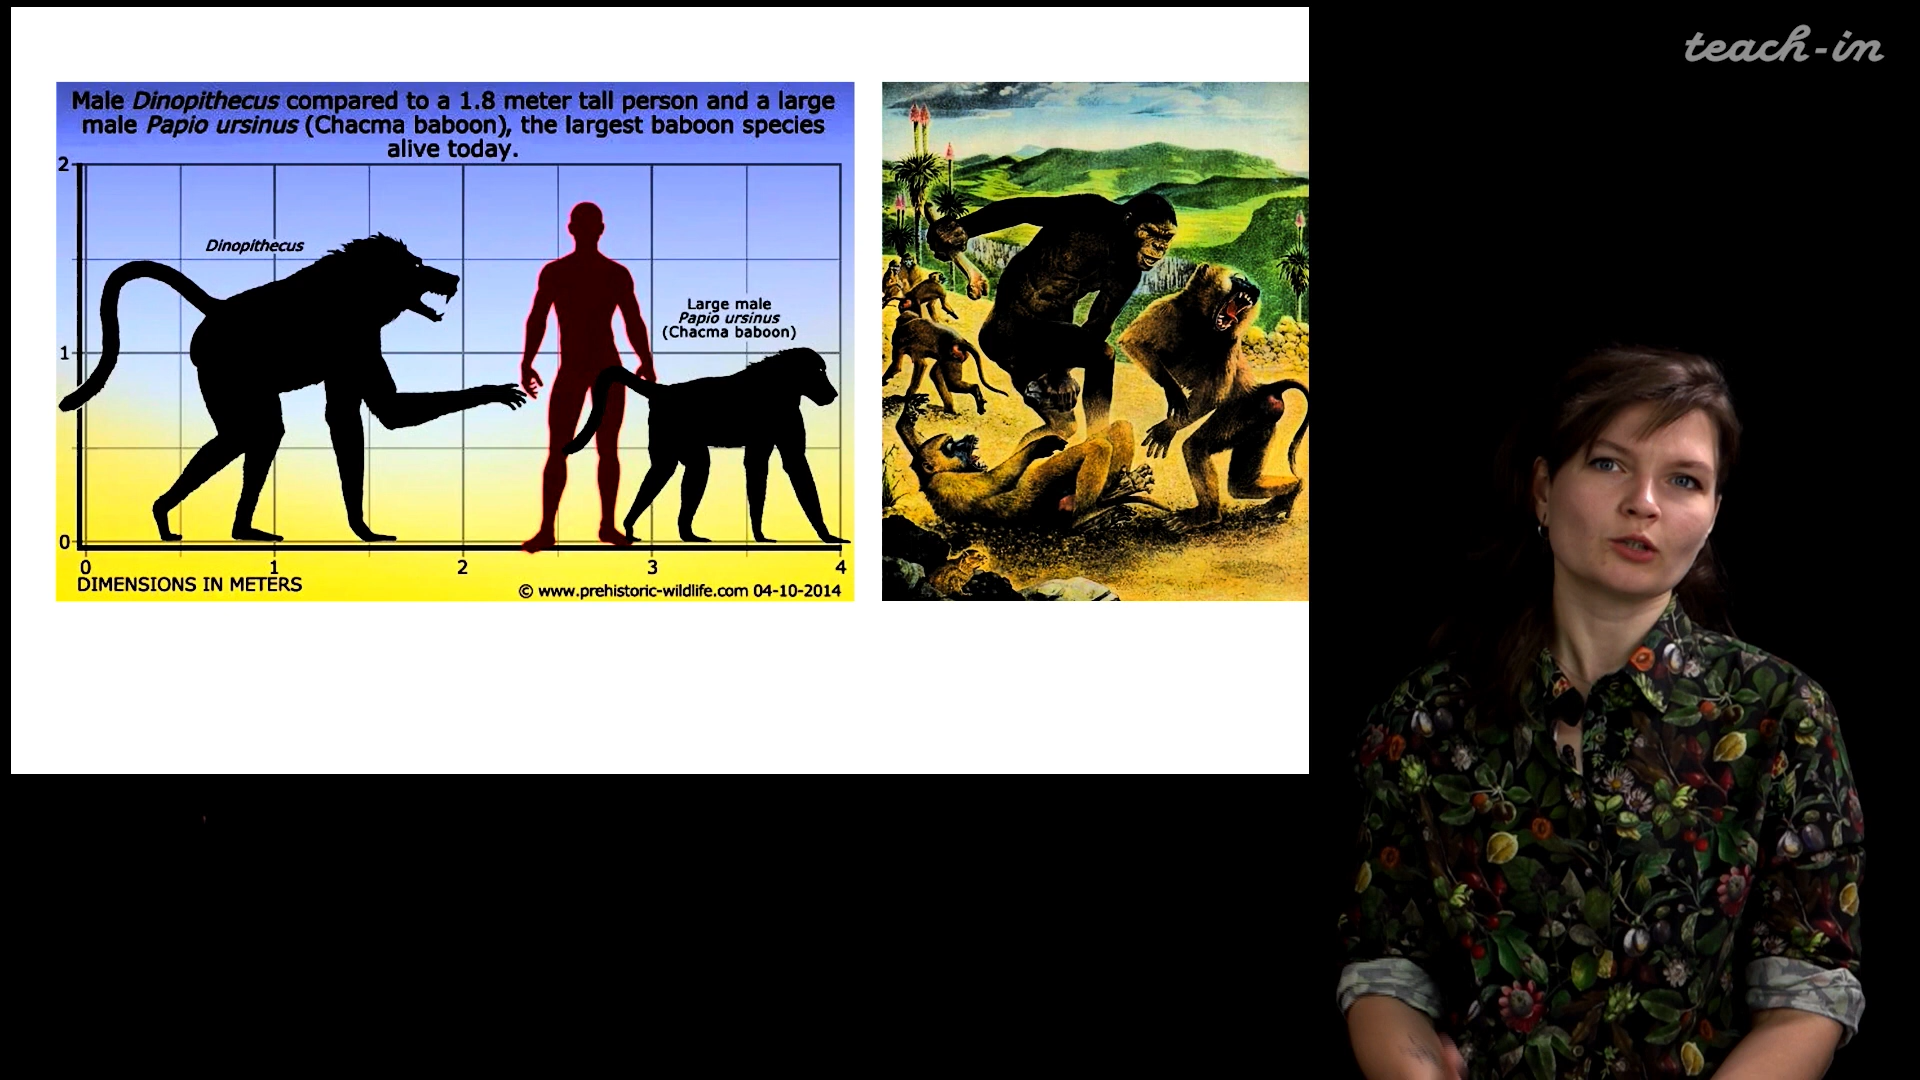 teach-in
Male Dinopithecus compared to a 1.8 meter tall person and a large
male Papio ursinus (Chacma baboon), the largest baboon species
alive today.
2
Dinopithecus
Large male
Papio ursinus
(Chacma baboon)
1
0
0 1 2 3 4
DIMENSIONS IN METERS
© www.prehistoric-wildlife.com 04-10-2014